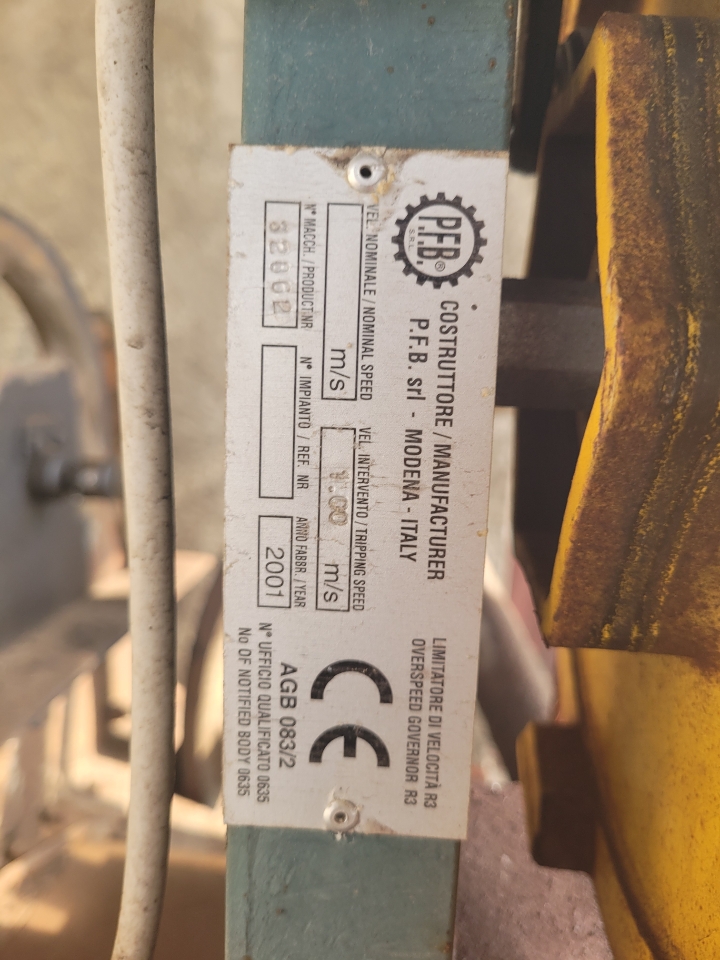 P.F.B.®
S.R.L.
COSTRUTTORE / MANUFACTURER
P.F.B. srl - MODENA - ITALY
LIMITATORE DI VELOCITÀ R3
OVERSPEED GOVERNOR R3
VEL. NOMINALE / NOMINAL SPEED
m/s
VEL. INTERVENTO / TRIPPING SPEED
m/s
N° MACCH. / PRODUCT.NR
N° IMPIANTO / REF. NR
ANNO FABBR. / YEAR
2001
CE
AGB 083/2
N° UFFICIO QUALIFICATO 0635
No OF NOTIFIED BODY 0635